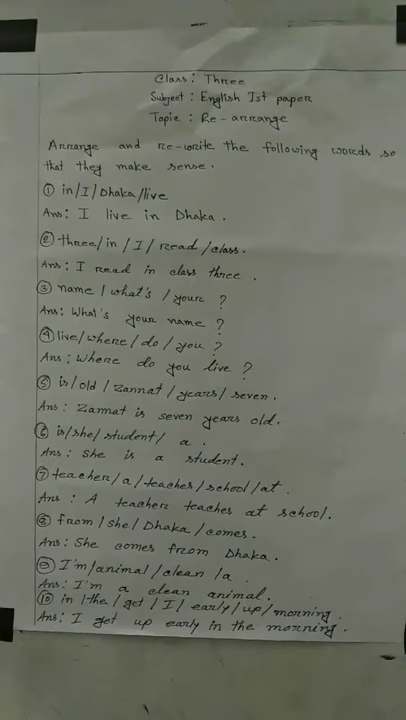 Class: Three
Subject: English Ist paper
Topic: Re-arrange
Arrange and re-write the following words so
that they make sense.
① in/I/Dhaka/live
Ans: I live in Dhaka.
② three/in/I/read/class.
Ans: I read in class three.
③ name/what's/your?
Ans: What's your name?
④ live/where/do/you?
Ans: Where do you live?
⑤ is/old/Zannat/years/seven.
Ans: Zannat is seven years old.
⑥ is/she/student/a.
Ans: She is a student.
⑦ teacher/a/teaches/school/at.
Ans: A teacher teaches at school.
⑧ from/she/Dhaka/comes.
Ans: She comes from Dhaka.
⑨ I'm/animal/clean/a.
Ans: I'm a clean animal.
⑩ in/the/get/I/early/up/morning.
Ans: I get up early in the morning.